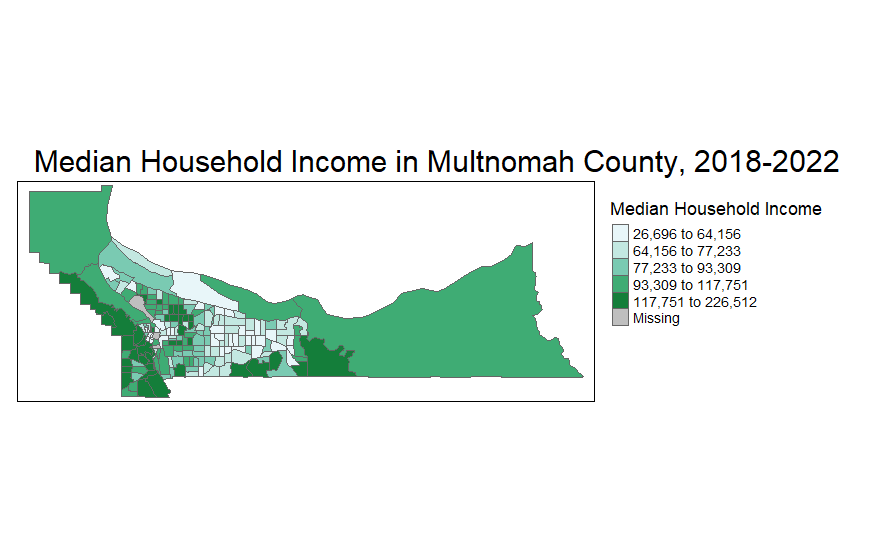 Median Household Income in Multnomah County, 2018-2022
Median Household Income
26,696 to 64,156
64,156 to 77,233
77,233 to 93,309
93,309 to 117,751
117,751 to 226,512
Missing